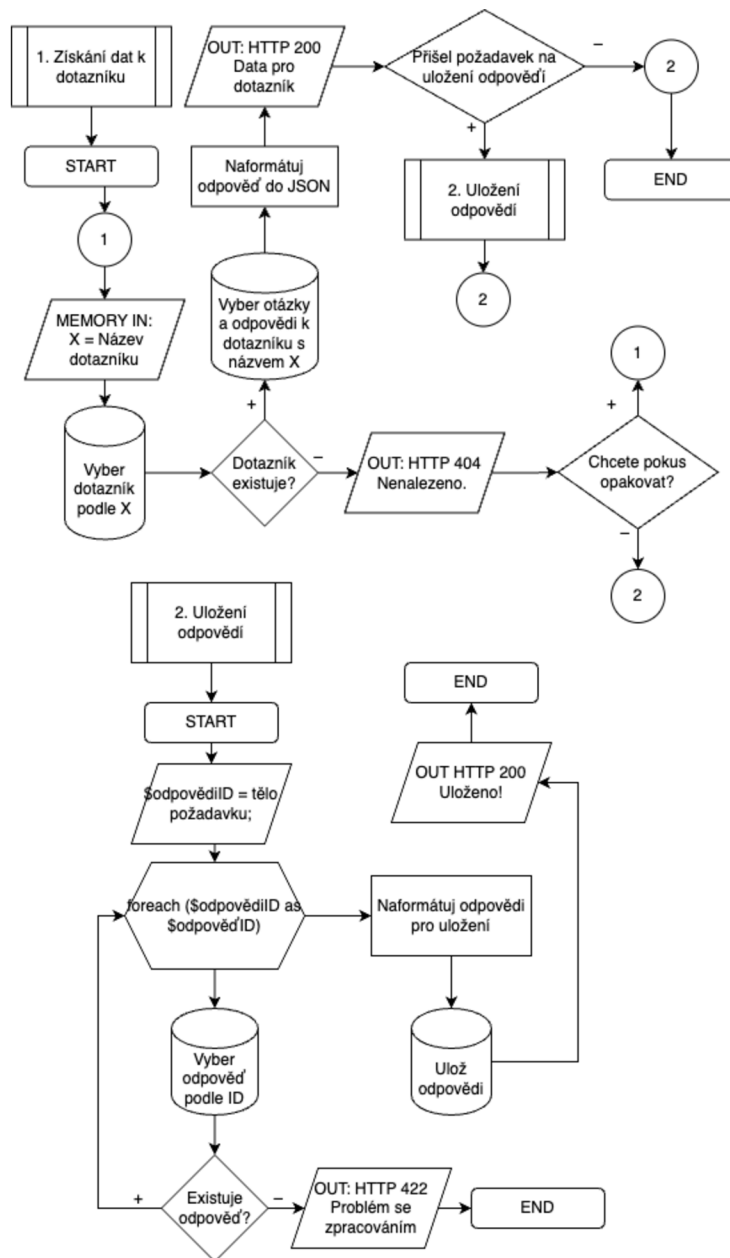 1. Získání dat k
dotazníku
START
1
MEMORY IN:
X = Název
dotazníku
Vyber
dotazník
podle X
Dotazník
existuje?
+
–
Vyber otázky
a odpovědi k
dotazníku s
názvem X
Naformátuj
odpověď do JSON
OUT: HTTP 200
Data pro
dotazník
Přišel požadavek na
uložení odpověďí
–
2
END
+
2. Uložení
odpovědí
2
OUT: HTTP 404
Nenalezeno.
Chcete pokus
opakovat?
+
1
–
2
2. Uložení
odpovědí
START
$odpovědiID = tělo
požadavku;
foreach ($odpovědiID as
$odpověďID)
Vyber
odpověď
podle ID
Existuje
odpověď?
+
–
OUT: HTTP 422
Problém se
zpracováním
END
Naformátuj odpovědi
pro uložení
Ulož
odpovědi
OUT HTTP 200
Uloženo!
END